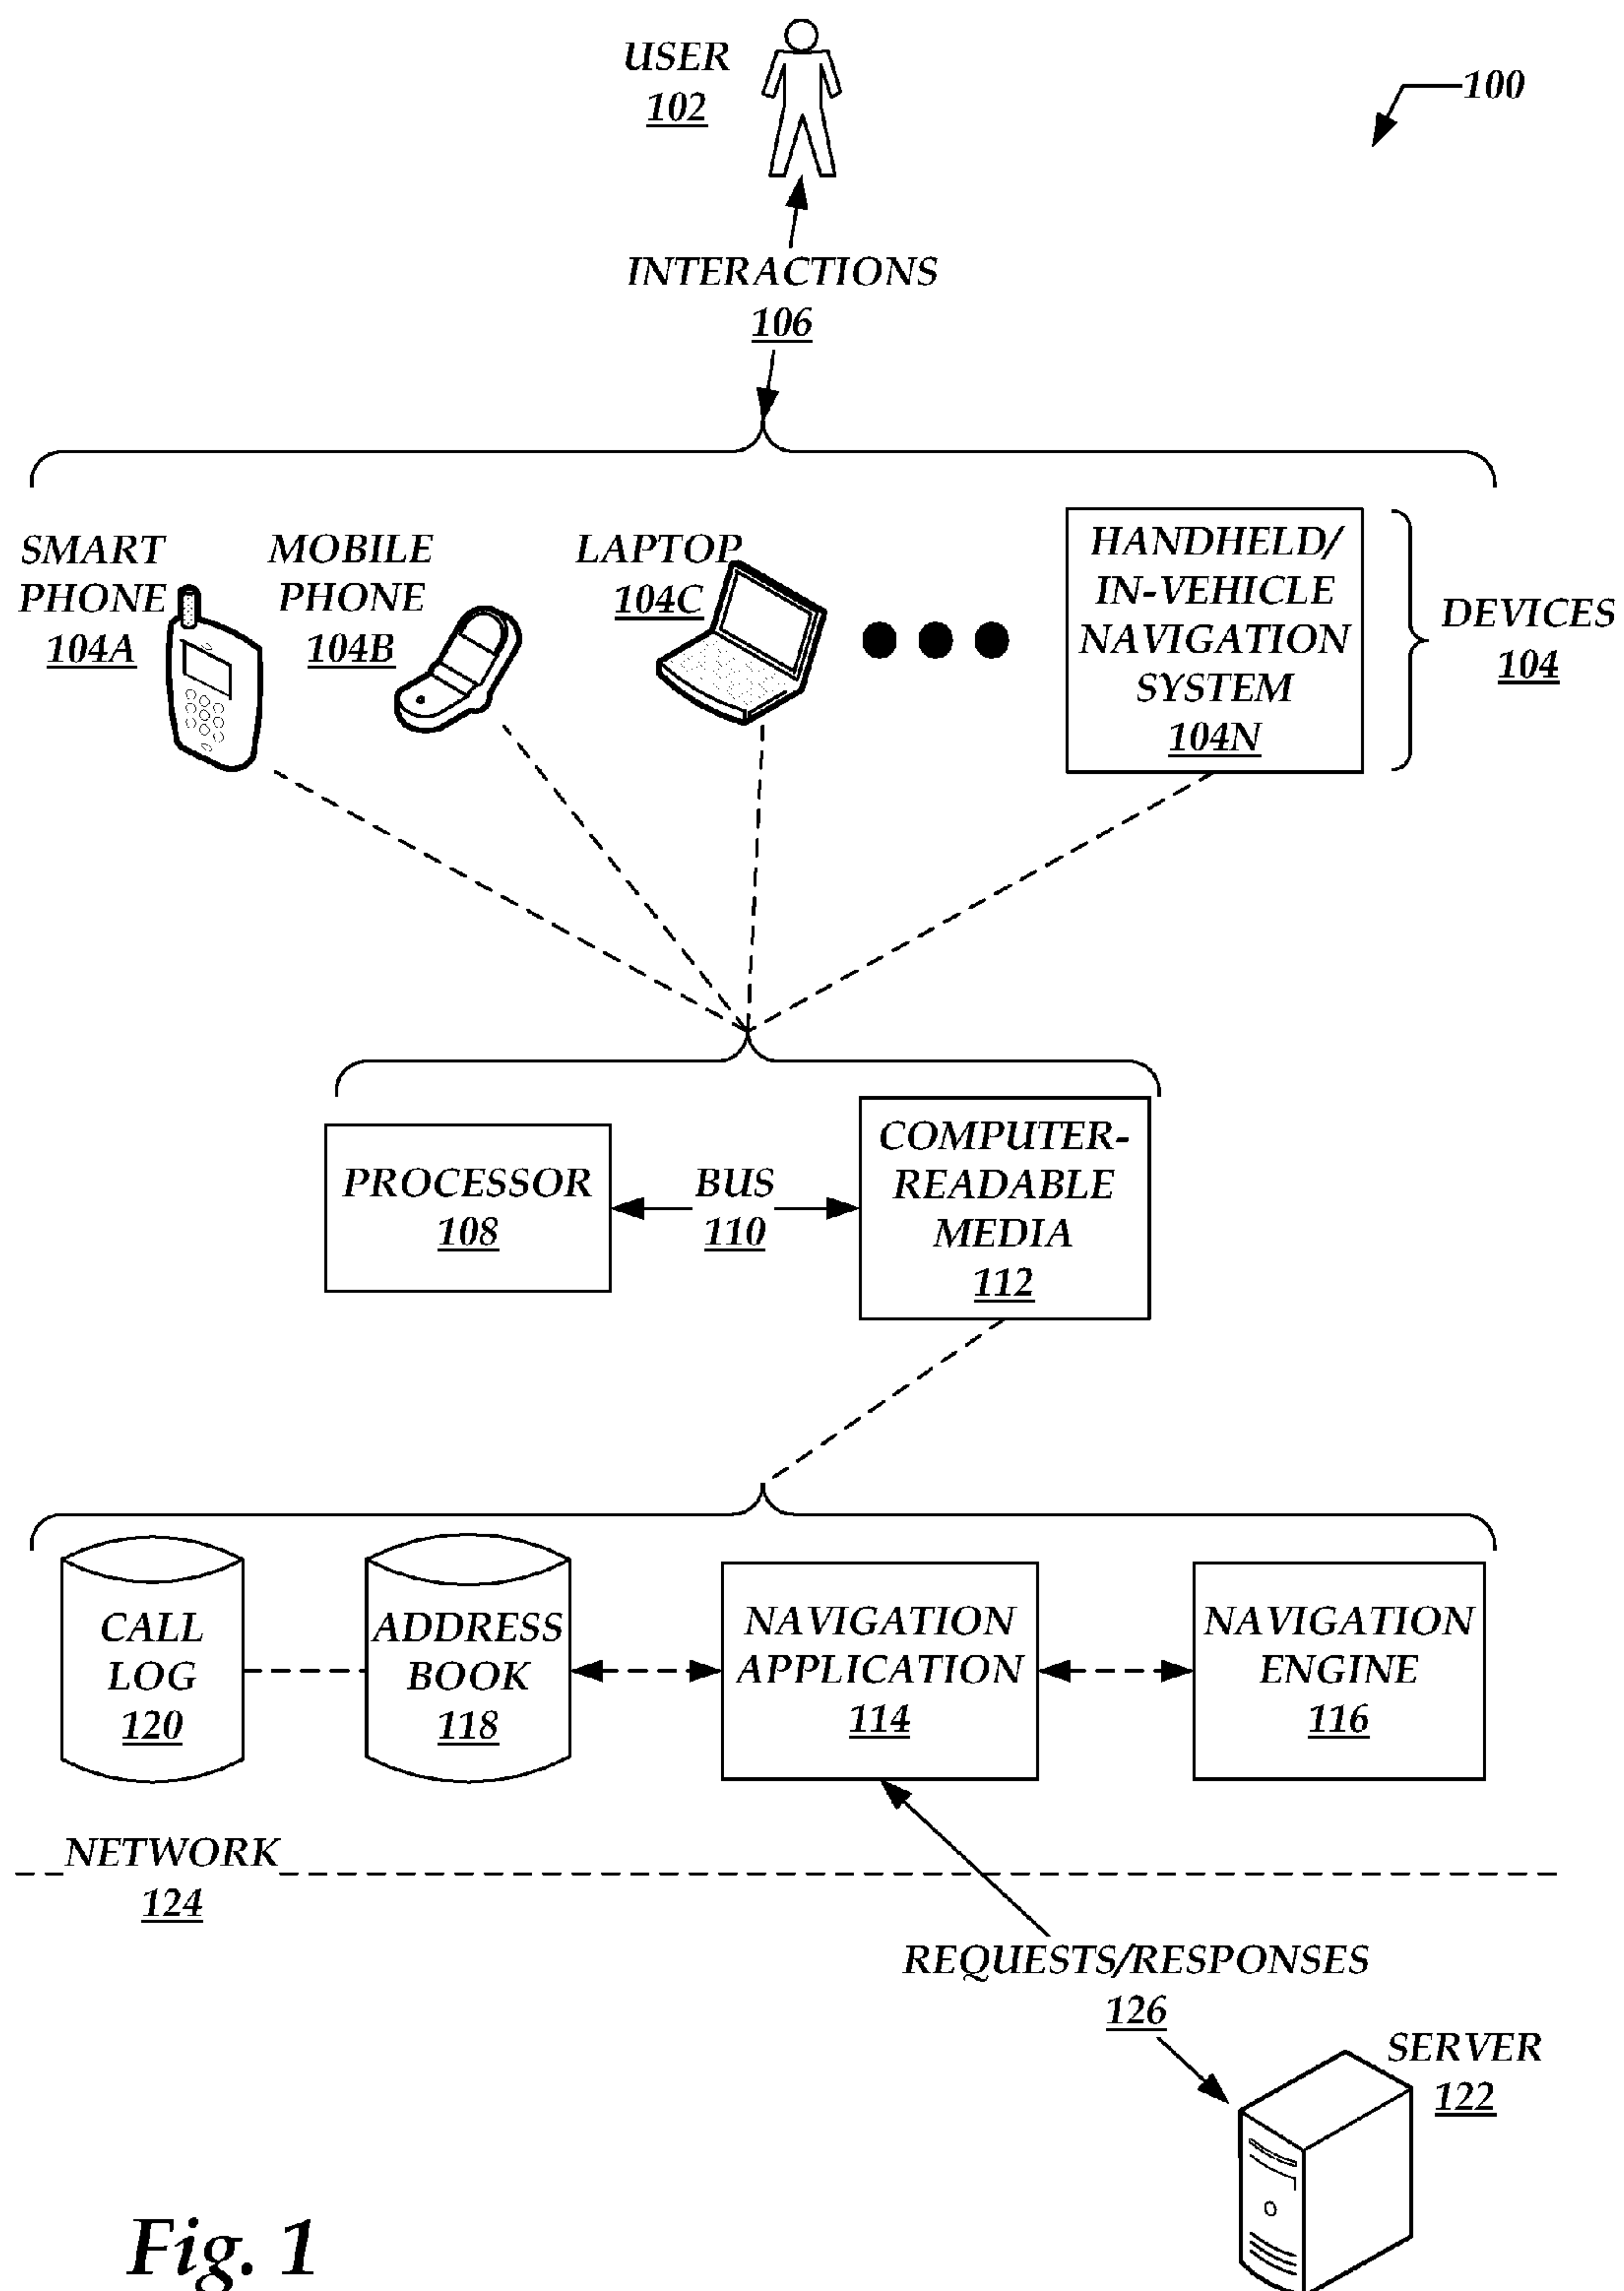 USER
102
100
INTERACTIONS
106
SMART
PHONE
104A
MOBILE
PHONE
104B
LAPTOP
104C
HANDHELD/
IN-VEHICLE
NAVIGATION
SYSTEM
104N
DEVICES
104
PROCESSOR
108
BUS
110
COMPUTER-
READABLE
MEDIA
112
CALL
LOG
120
ADDRESS
BOOK
118
NAVIGATION
APPLICATION
114
NAVIGATION
ENGINE
116
NETWORK
124
REQUESTS/RESPONSES
126
SERVER
122
Fig. 1